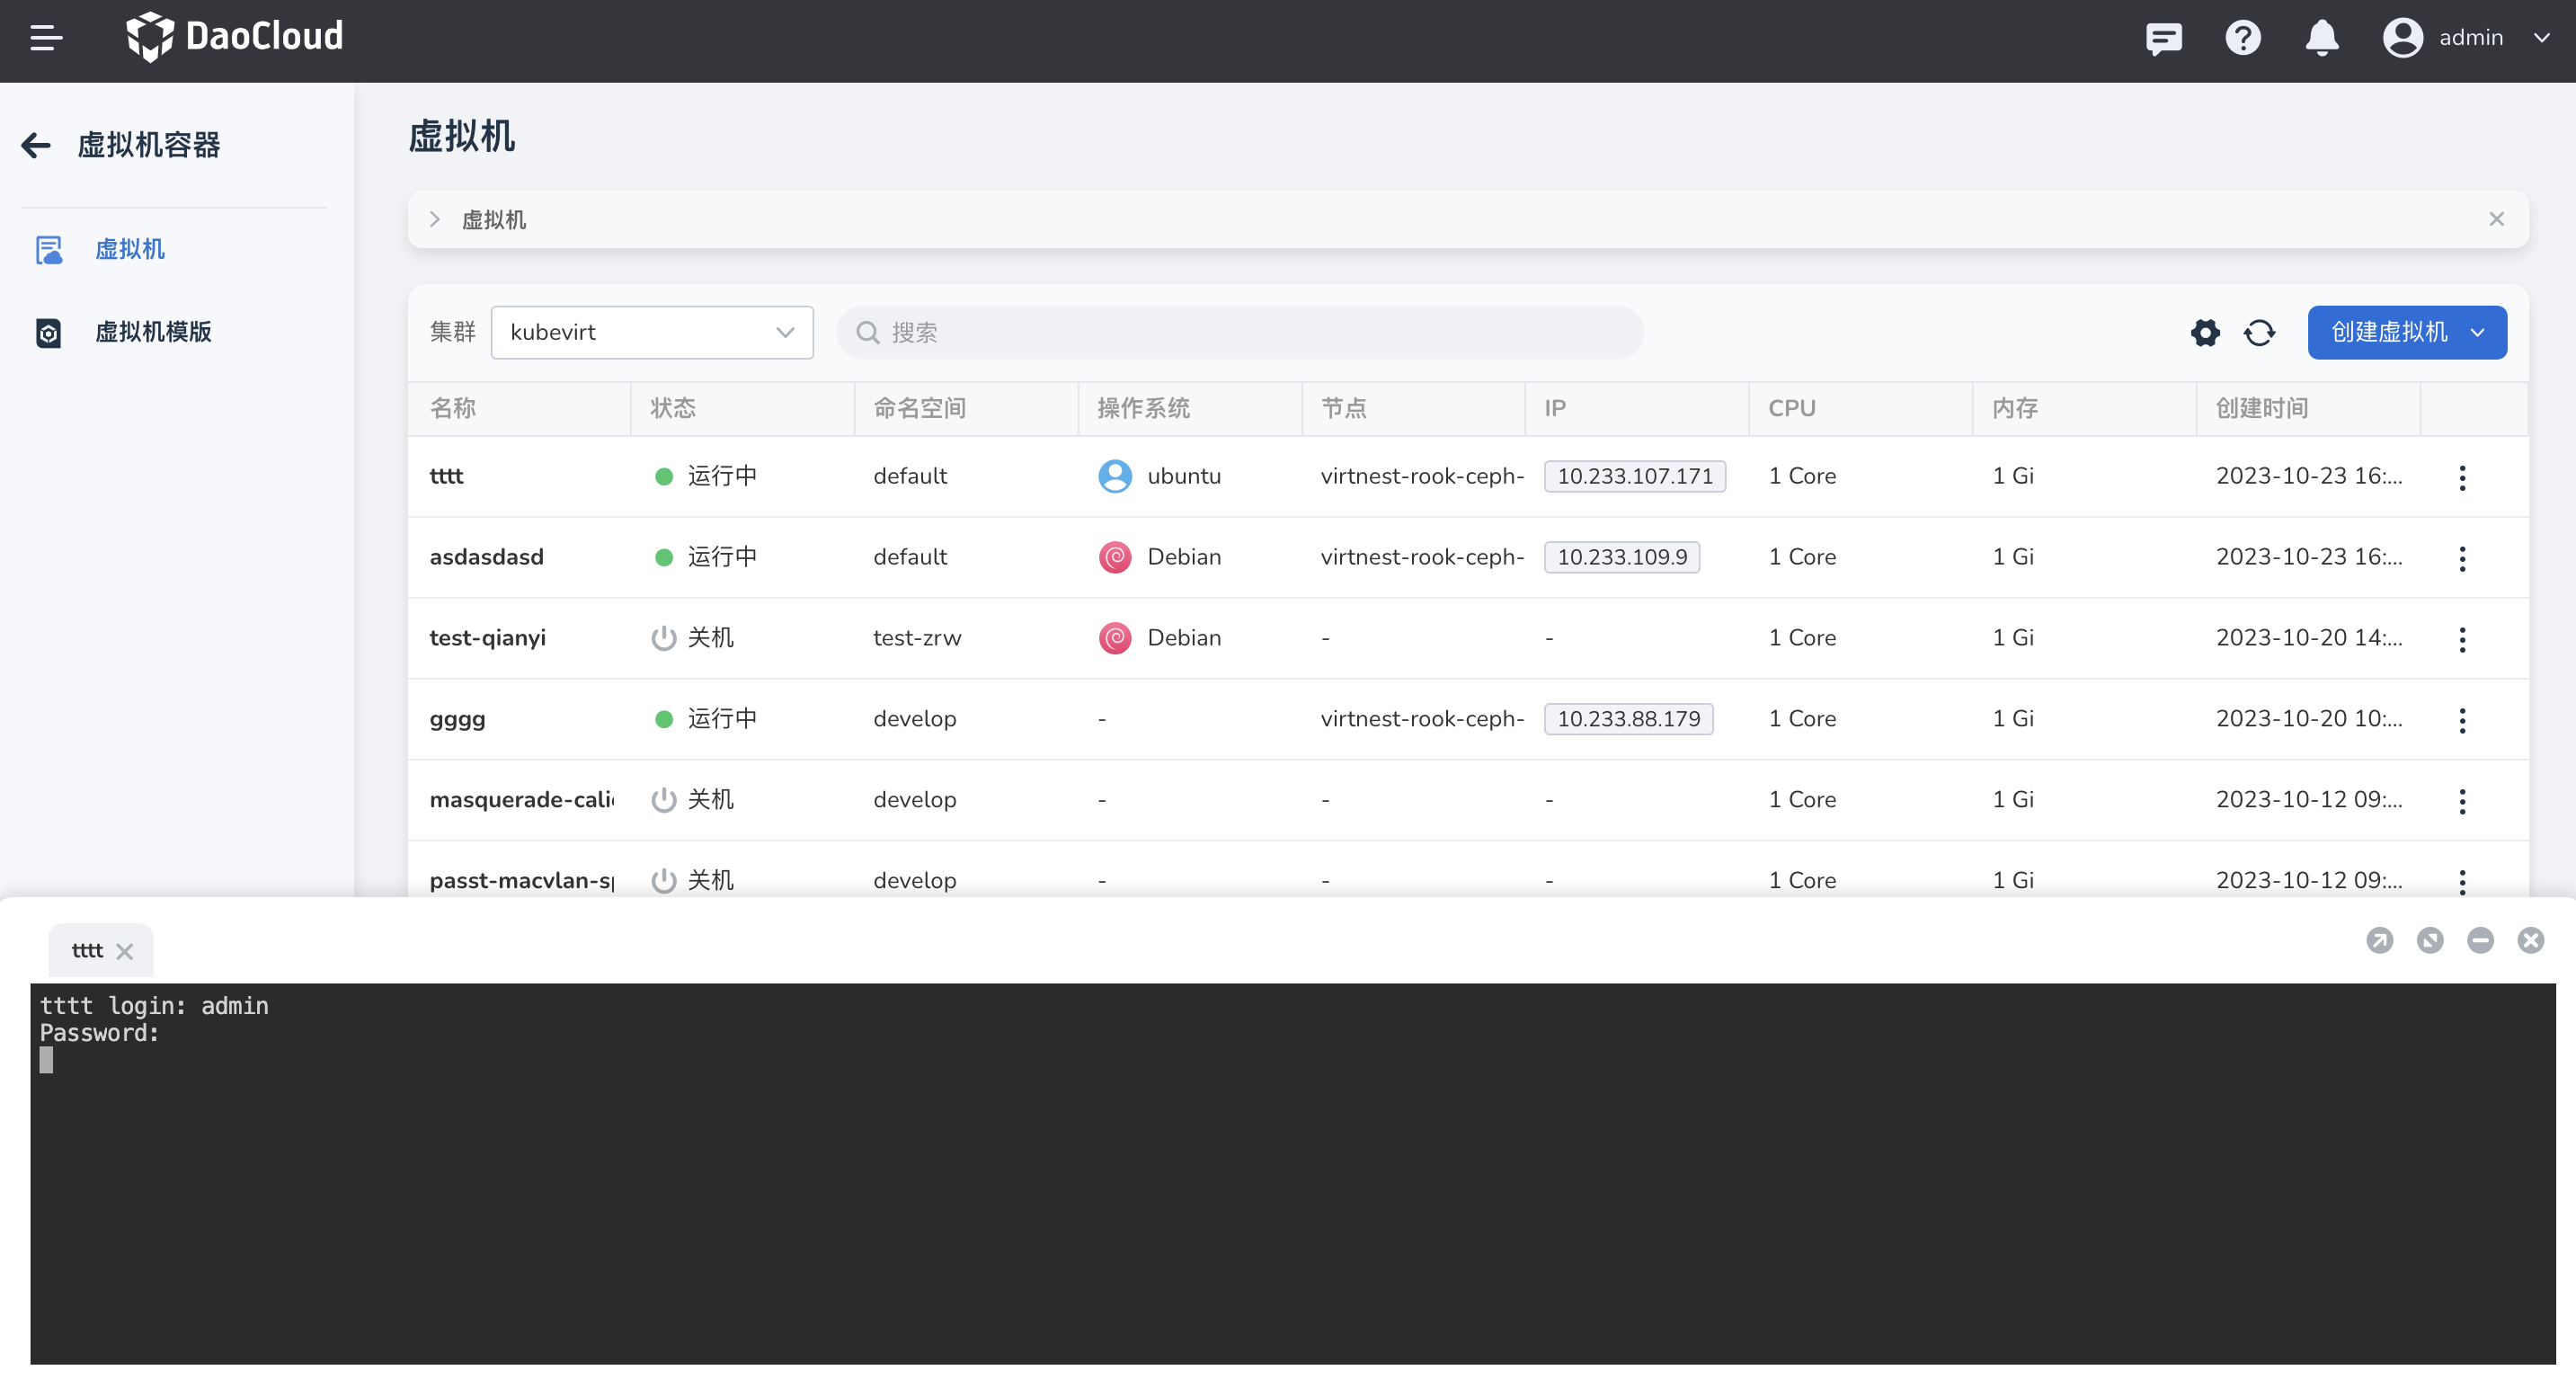 DaoCloud
admin
虚拟机容器
虚拟机
虚拟机模版
虚拟机
虚拟机
集群 kubevirt 搜索 创建虚拟机
名称 状态 命名空间 操作系统 节点 IP CPU 内存 创建时间
tttt 运行中 default ubuntu virtnest-rook-ceph- 10.233.107.171 1 Core 1 Gi 2023-10-23 16:...
asdasdasd 运行中 default Debian virtnest-rook-ceph- 10.233.109.9 1 Core 1 Gi 2023-10-23 16:...
test-qianyi 关机 test-zrw Debian - - 1 Core 1 Gi 2023-10-20 14:...
gggg 运行中 develop - virtnest-rook-ceph- 10.233.88.179 1 Core 1 Gi 2023-10-20 10:...
masquerade-cali 关机 develop - - - 1 Core 1 Gi 2023-10-12 09:...
passt-macvlan-s 关机 develop - - - 1 Core 1 Gi 2023-10-12 09:...
tttt
tttt login: admin
Password: